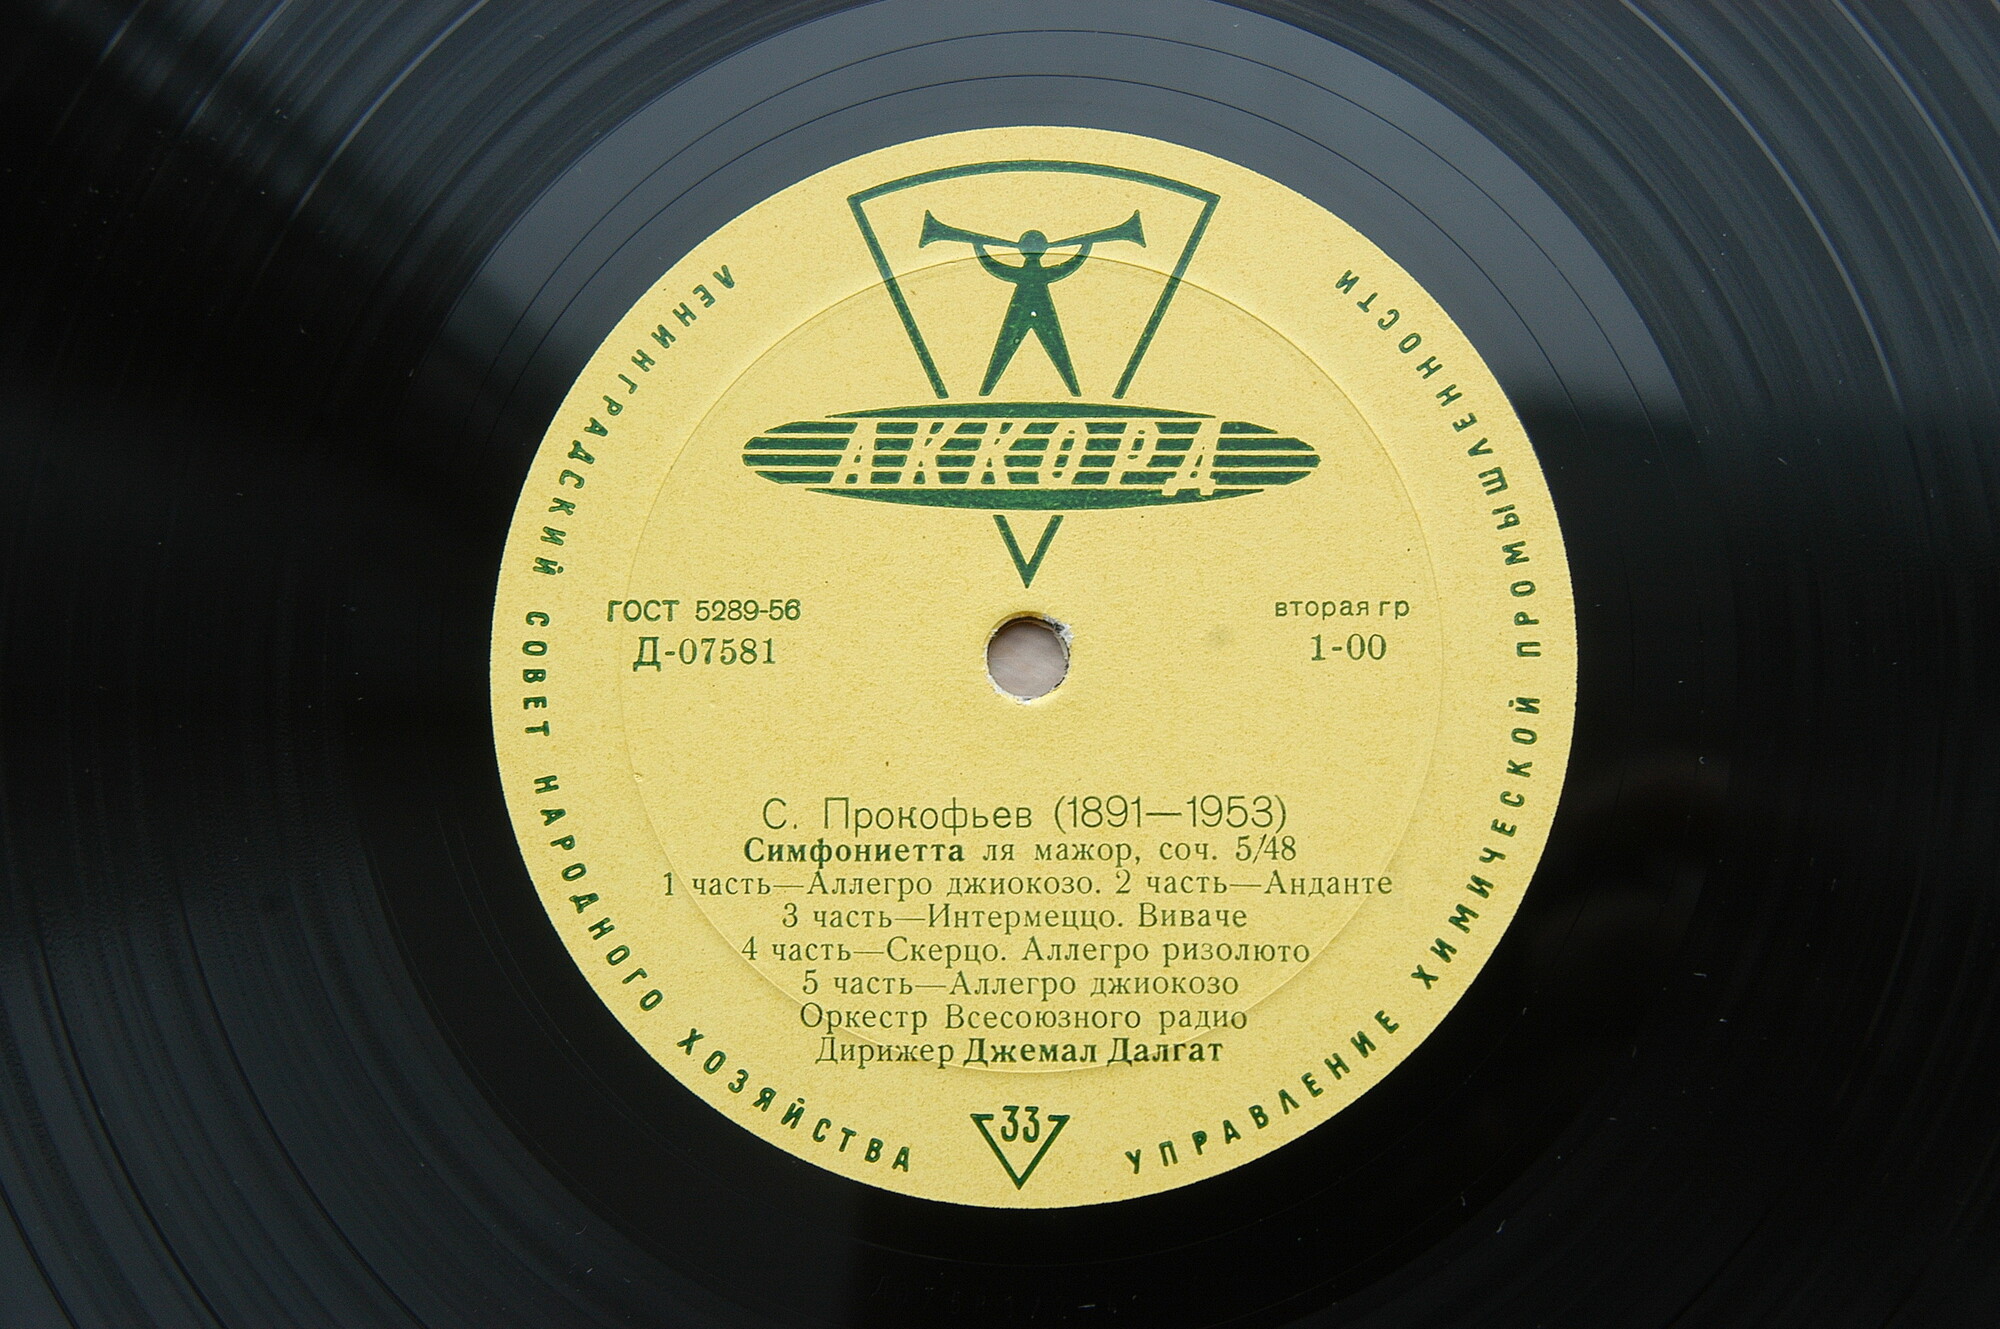 АККОРД
ЛЕНИНГРАДСКИЙ СОВЕТ НАРОДНОГО ХОЗЯЙСТВА
УПРАВЛЕНИЕ ХИМИЧЕСКОЙ ПРОМЫШЛЕННОСТИ
ГОСТ 5289-56
Д-07581
вторая гр
1-00
С. Прокофьев (1891—1953)
Симфониетта ля мажор, соч. 5/48
1 часть—Аллегро джиокозо. 2 часть—Анданте
3 часть—Интермеццо. Виваче
4 часть—Скерцо. Аллегро ризолюто
5 часть—Аллегро джиокозо
Оркестр Всесоюзного радио
Дирижер Джемал Далгат
33